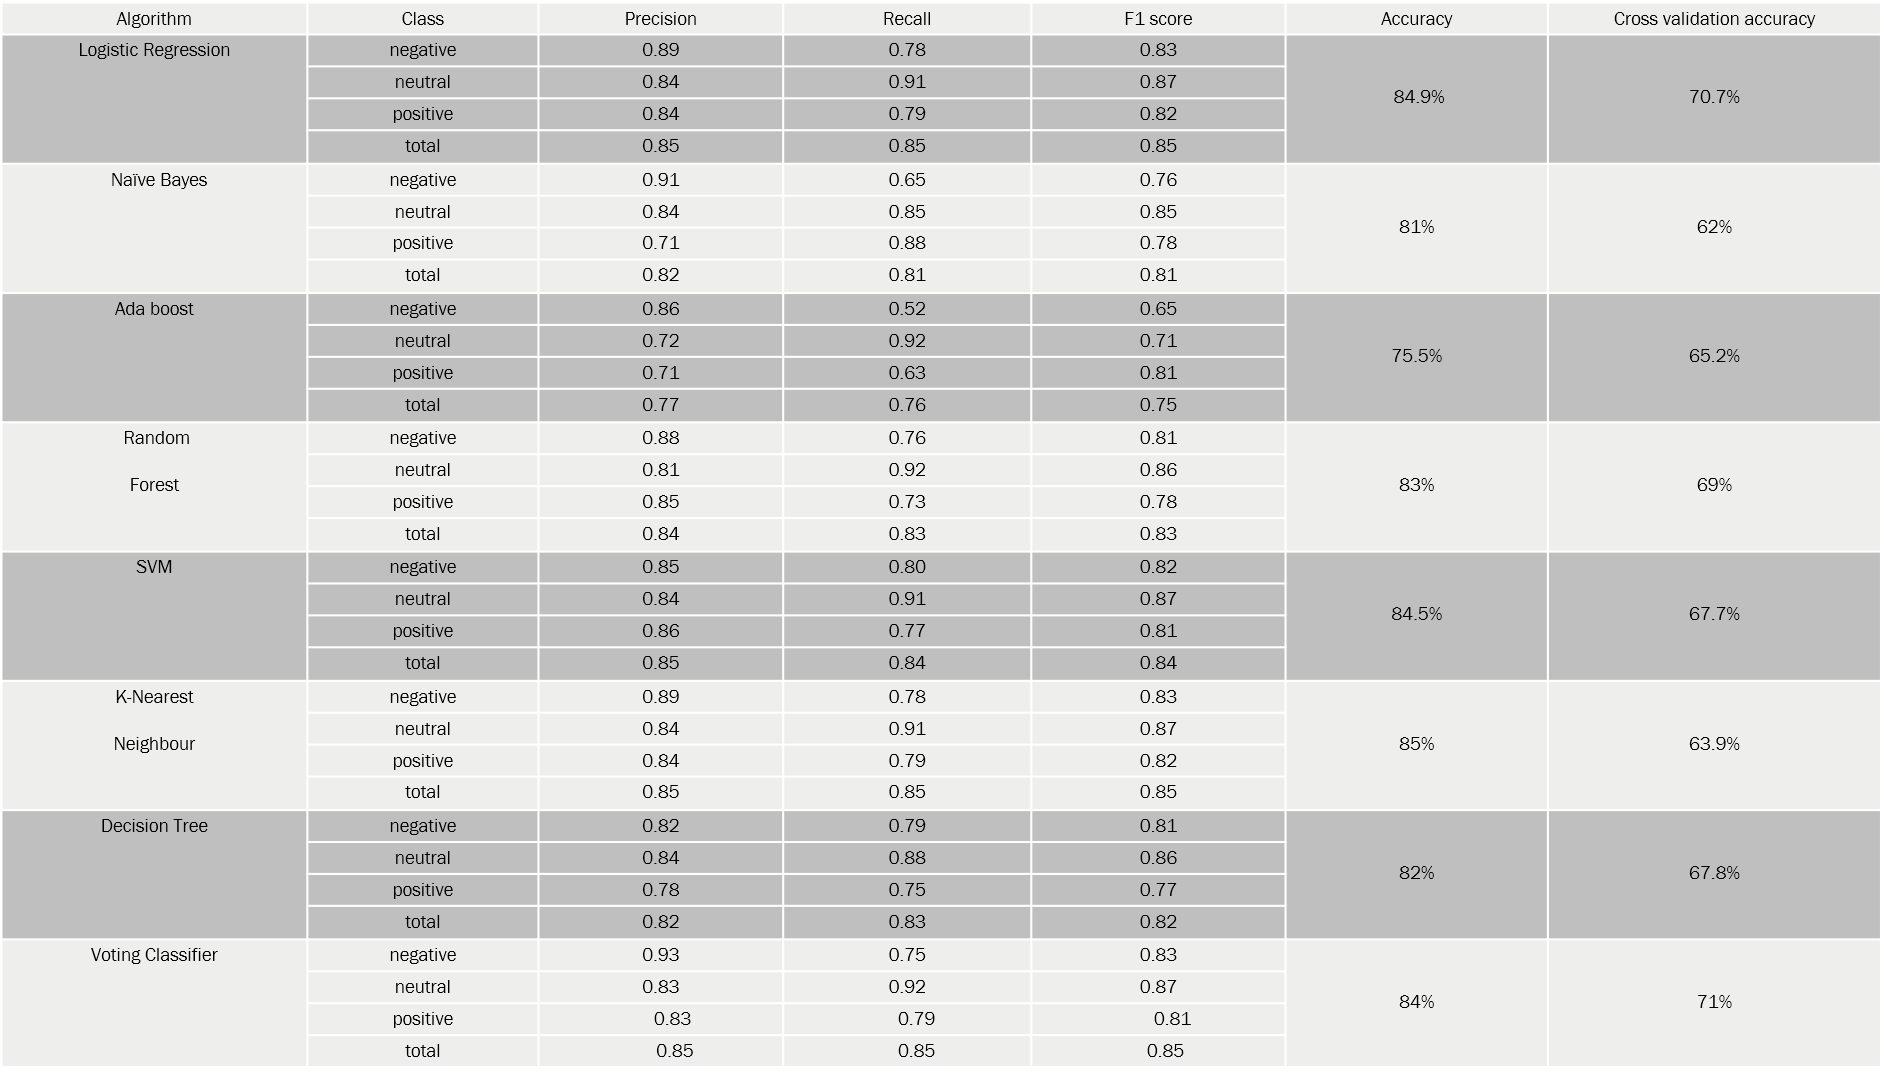 Algorithm Class Precision Recall F1 score Accuracy Cross validation accuracy
Logistic Regression negative 0.89 0.78 0.83
neutral 0.84 0.91 0.87
84.9% 70.7%
positive 0.84 0.79 0.82
total 0.85 0.85 0.85
Naïve Bayes negative 0.91 0.65 0.76
neutral 0.84 0.85 0.85
81% 62%
positive 0.71 0.88 0.78
total 0.82 0.81 0.81
Ada boost negative 0.86 0.52 0.65
neutral 0.72 0.92 0.71
75.5% 65.2%
positive 0.71 0.63 0.81
total 0.77 0.76 0.75
Random negative 0.88 0.76 0.81
neutral 0.81 0.92 0.86
Forest 83% 69%
positive 0.85 0.73 0.78
total 0.84 0.83 0.83
SVM negative 0.85 0.80 0.82
neutral 0.84 0.91 0.87
84.5% 67.7%
positive 0.86 0.77 0.81
total 0.85 0.84 0.84
K-Nearest negative 0.89 0.78 0.83
neutral 0.84 0.91 0.87
Neighbour 85% 63.9%
positive 0.84 0.79 0.82
total 0.85 0.85 0.85
Decision Tree negative 0.82 0.79 0.81
neutral 0.84 0.88 0.86
82% 67.8%
positive 0.78 0.75 0.77
total 0.82 0.83 0.82
Voting Classifier negative 0.93 0.75 0.83
neutral 0.83 0.92 0.87
84% 71%
positive 0.83 0.79 0.81
total 0.85 0.85 0.85